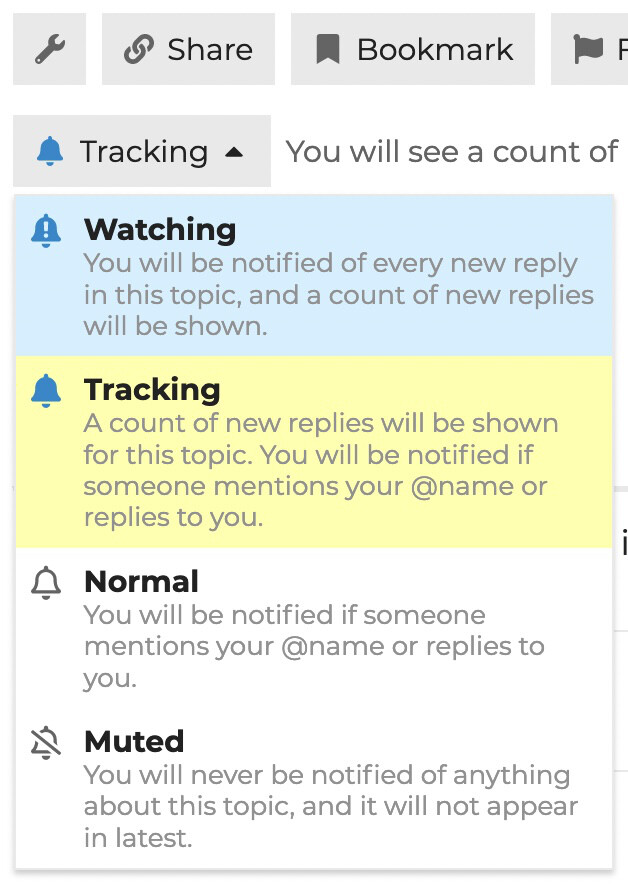 Share
Bookmark
Tracking
You will see a count of
Watching
You will be notified of every new reply
in this topic, and a count of new replies
will be shown.
Tracking
A count of new replies will be shown
for this topic. You will be notified if
someone mentions your @name or
replies to you.
Normal
You will be notified if someone
mentions your @name or replies to
you.
Muted
You will never be notified of anything
about this topic, and it will not appear
in latest.